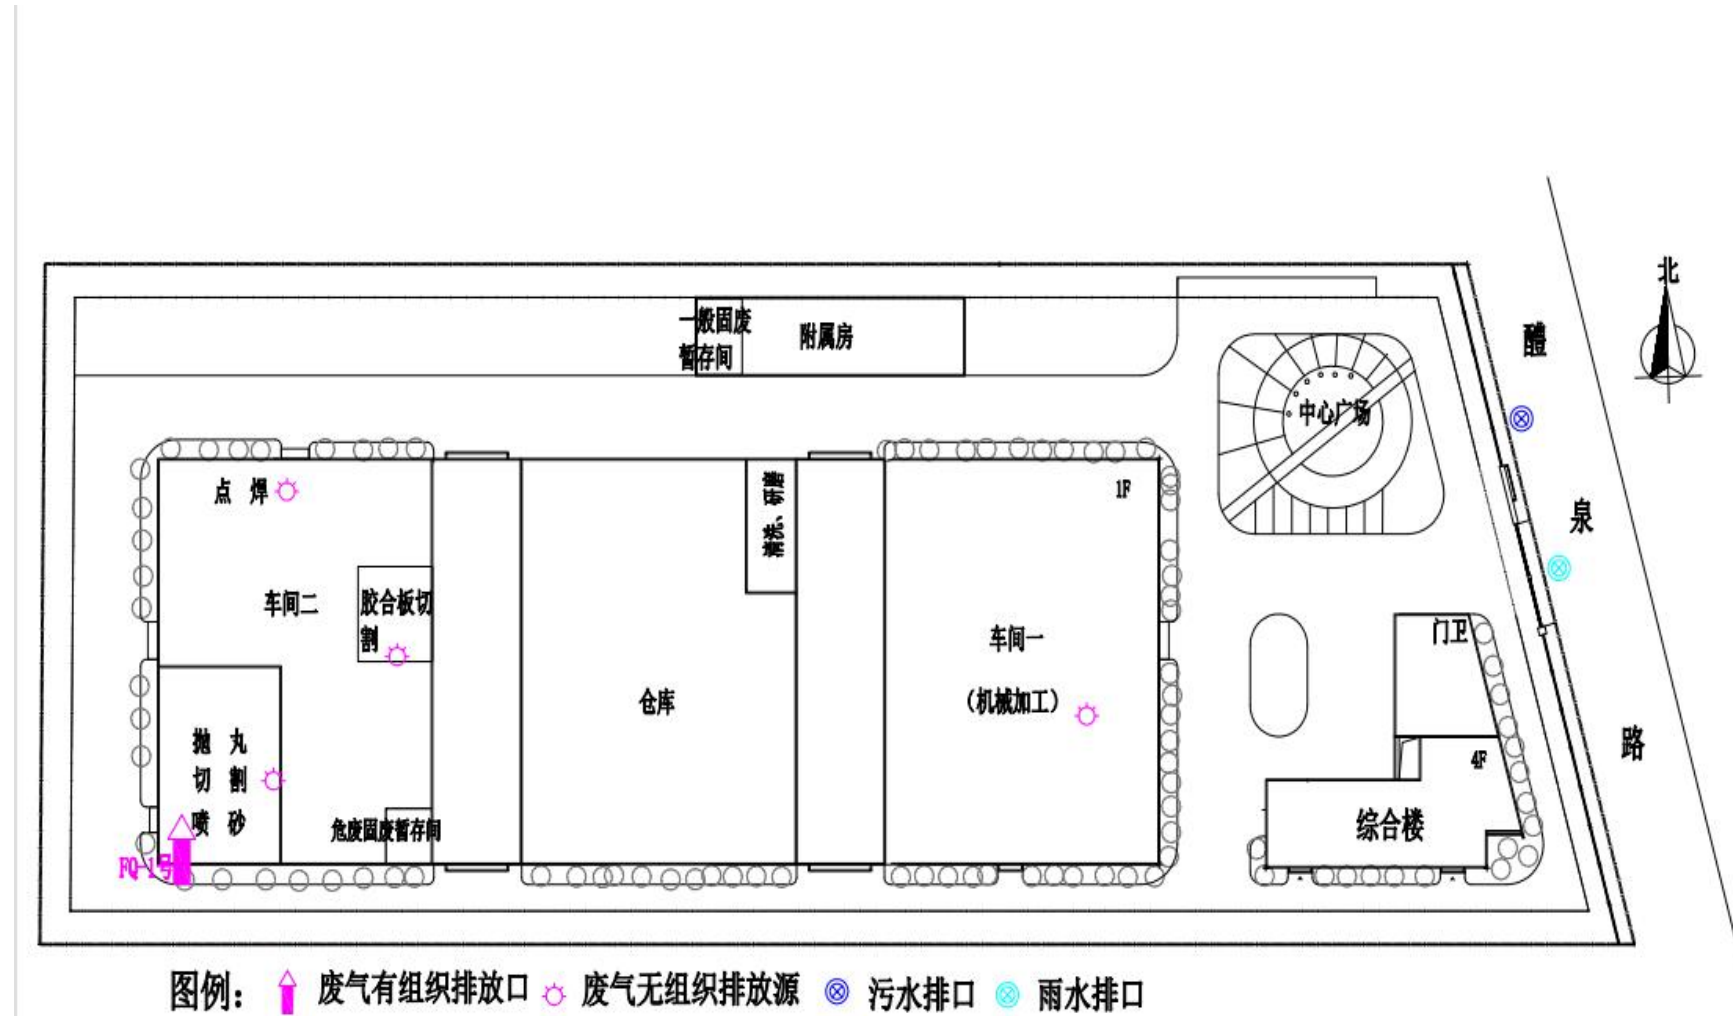 北
一般固废
暂存间
附属房
醴
泉
路
中心广场
点 焊
清洗、研磨
1F
车间二
胶合板切
割
车间一
(机械加工)
门卫
仓库
抛 丸
切 割
喷 砂
4F
综合楼
危废固废暂存间
FQ-1号
图例: 废气有组织排放口 废气无组织排放源 污水排口 雨水排口